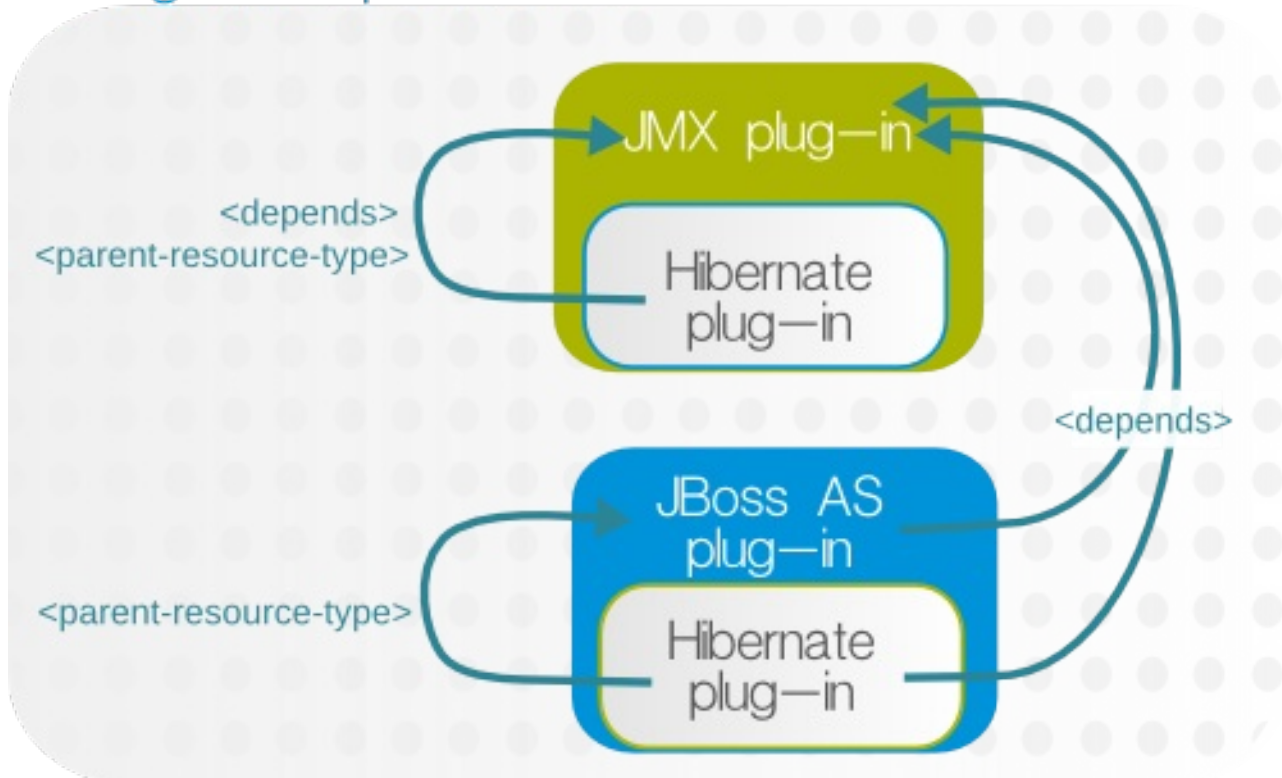 JMX plug-in
<depends>
<parent-resource-type>
Hibernate
plug-in
<depends>
JBoss AS
plug-in
<parent-resource-type>
Hibernate
plug-in